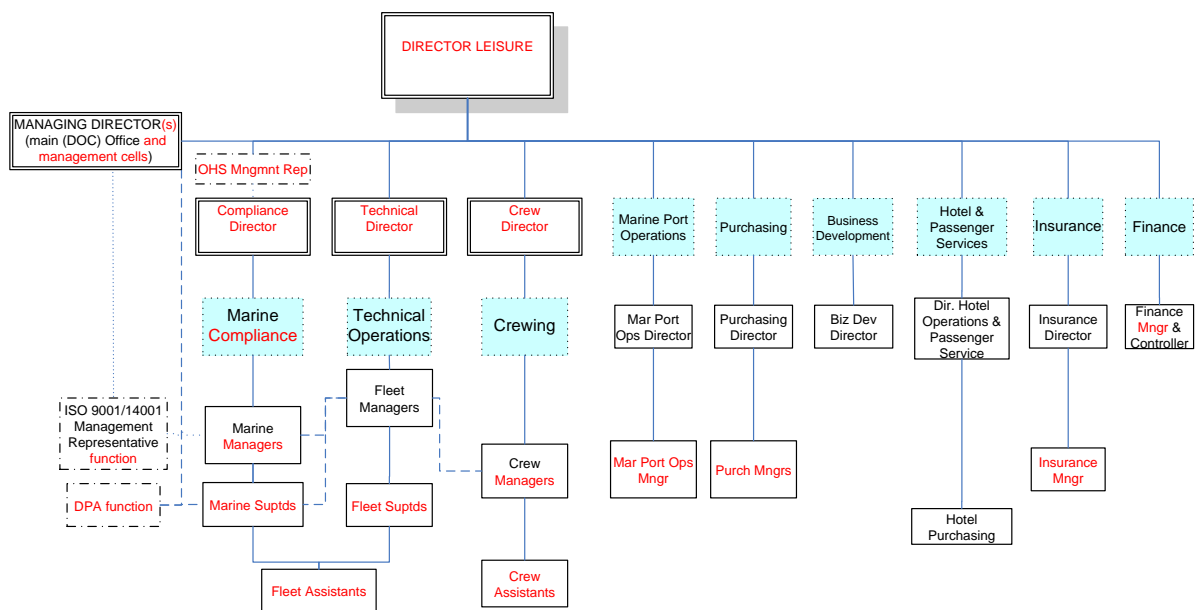 DIRECTOR LEISURE
MANAGING DIRECTOR(s)
(main (DOC) Office and
management cells)
IOHS Mngmnt Rep
Compliance
Director
Technical
Director
Crew
Director
Marine Port
Operations
Purchasing
Business
Development
Hotel &
Passenger
Services
Insurance
Finance
Marine
Compliance
Technical
Operations
Crewing
Mar Port
Ops Director
Purchasing
Director
Biz Dev
Director
Dir. Hotel
Operations &
Passenger
Service
Insurance
Director
Finance
Mngr &
Controller
Fleet
Managers
ISO 9001/14001
Management
Representative
function
Marine
Managers
Crew
Managers
Mar Port Ops
Mngr
Purch Mngrs
Insurance
Mngr
DPA function
Marine Suptds
Fleet Suptds
Hotel
Purchasing
Fleet Assistants
Crew
Assistants